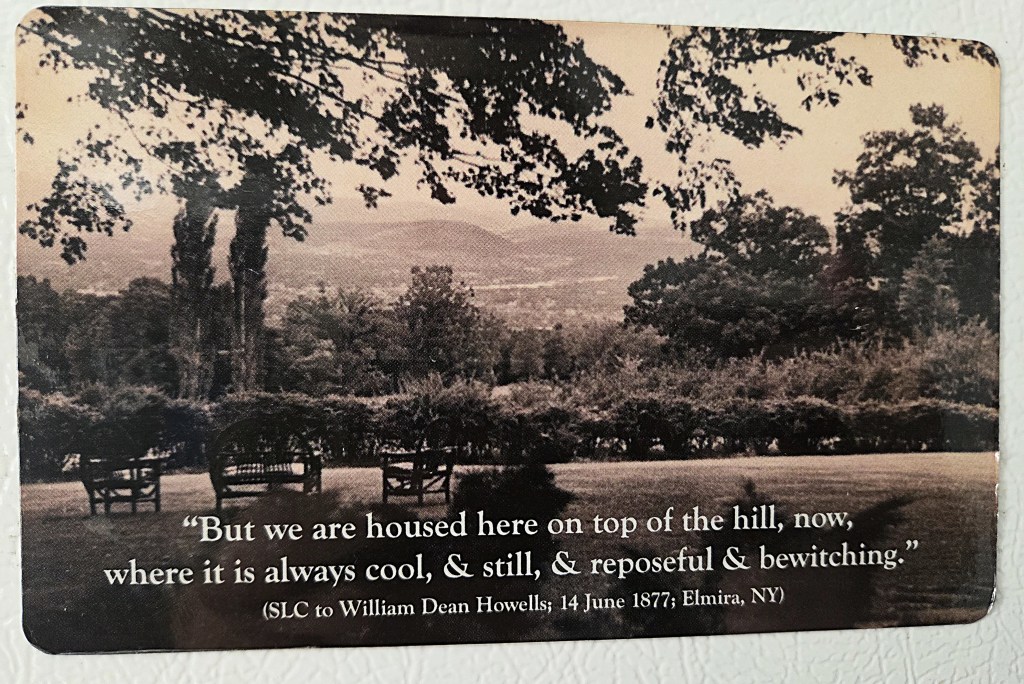 “But we are housed here on top of the hill, now,
where it is always cool, & still, & reposeful & bewitching.”
(SLC to William Dean Howells; 14 June 1877; Elmira, NY)